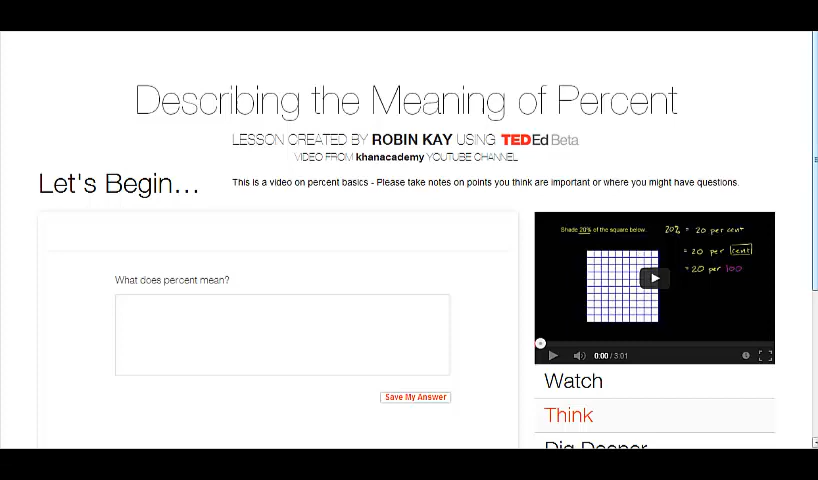 Describing the Meaning of Percent
LESSON CREATED BY ROBIN KAY USING TEDEd Beta
VIDEO FROM khanacademy YOUTUBE CHANNEL
Let's Begin...
This is a video on percent basics - Please take notes on points you think are important or where you might have questions.
What does percent mean?
Save My Answer
Shade 20% of the square below.
20% = 20 per cent
= 20 per cent
= 20 per 100
0:00 / 3:01
Watch
Think
Dig Deeper